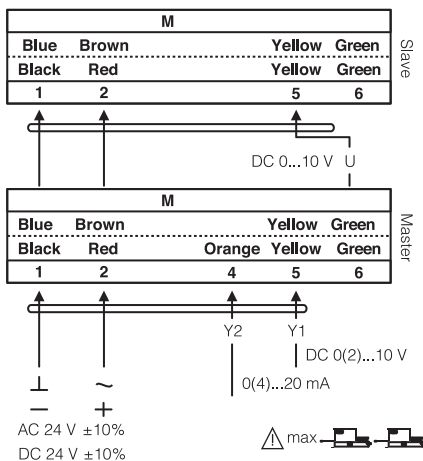 M
Blue Brown Yellow Green
Black Red Yellow Green
1 2 5 6
Slave
DC 0...10 V U
M
Blue Brown Yellow Green
Black Red Orange Yellow Green
1 2 4 5 6
Master
Y2 Y1
DC 0(2)...10 V
0(4)...20 mA
⊥ ~
− +
AC 24 V ±10%
DC 24 V ±10%
max